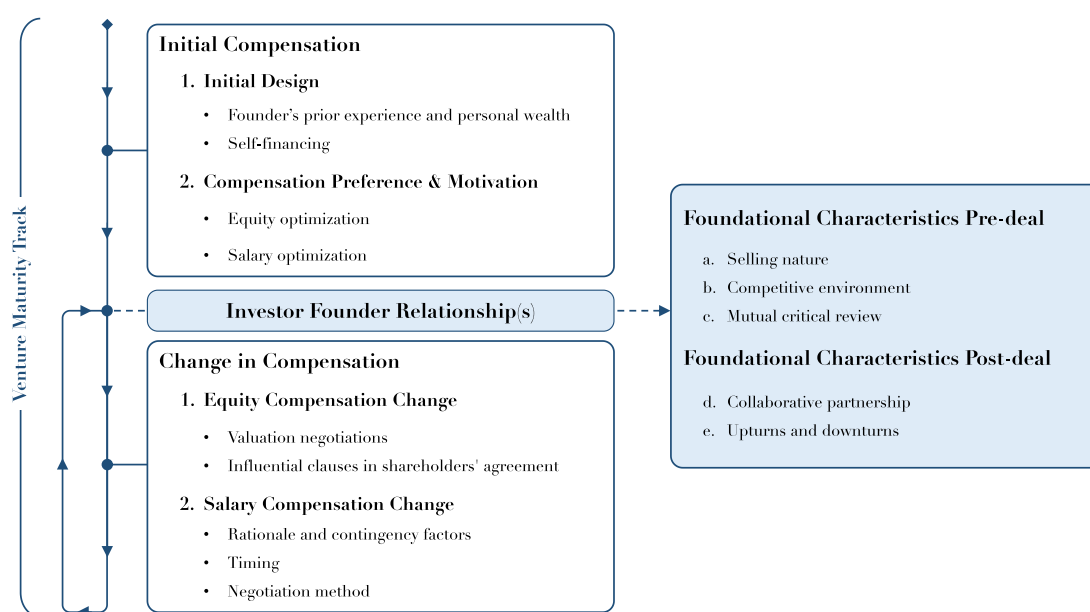 Venture Maturity Track
Initial Compensation
1. Initial Design
• Founder's prior experience and personal wealth
• Self-financing
2. Compensation Preference & Motivation
• Equity optimization
• Salary optimization
Investor Founder Relationship(s)
Change in Compensation
1. Equity Compensation Change
• Valuation negotiations
• Influential clauses in shareholders' agreement
2. Salary Compensation Change
• Rationale and contingency factors
• Timing
• Negotiation method
Foundational Characteristics Pre-deal
a. Selling nature
b. Competitive environment
c. Mutual critical review
Foundational Characteristics Post-deal
d. Collaborative partnership
e. Upturns and downturns